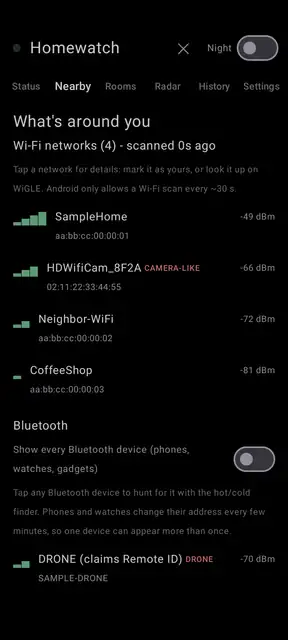 Homewatch
Night
Status Nearby Rooms Radar History Settings
What's around you
Wi-Fi networks (4) - scanned 0s ago
Tap a network for details: mark it as yours, or look it up on
WiGLE. Android only allows a Wi-Fi scan every ~30 s.
SampleHome -49 dBm
aa:bb:cc:00:00:01
HDWifiCam_8F2A CAMERA-LIKE -66 dBm
02:11:22:33:44:55
Neighbor-WiFi -72 dBm
aa:bb:cc:00:00:02
CoffeeShop -81 dBm
aa:bb:cc:00:00:03
Bluetooth
Show every Bluetooth device (phones,
watches, gadgets)
Tap any Bluetooth device to hunt for it with the hot/cold
finder. Phones and watches change their address every few
minutes, so one device can appear more than once.
DRONE (claims Remote ID) DRONE -70 dBm
SAMPLE-DRONE